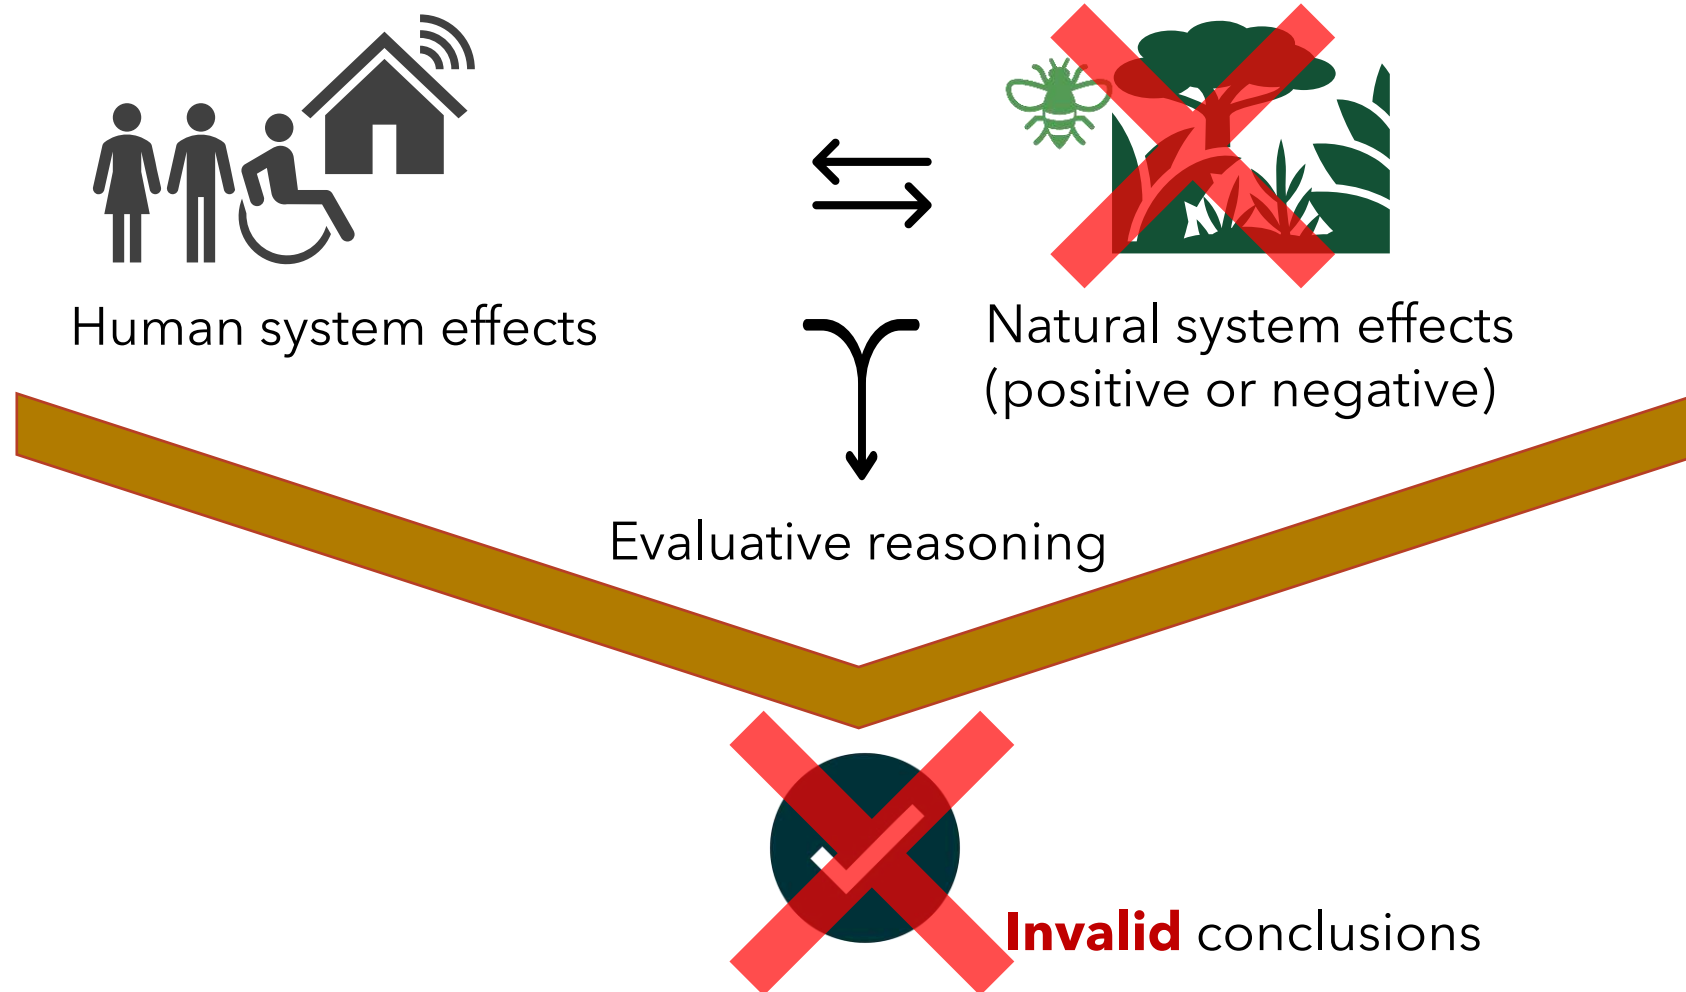 Human system effects
Natural system effects
(positive or negative)
Evaluative reasoning
Invalid conclusions